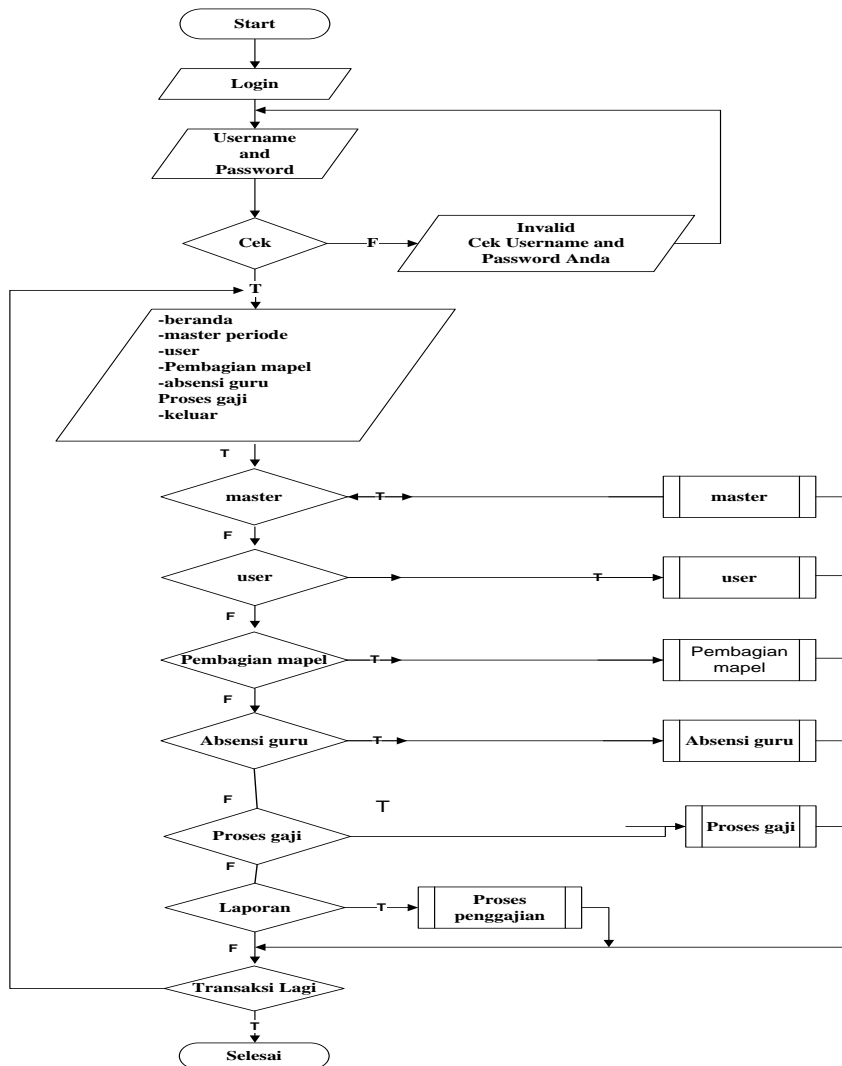 Start
Login
Username
and
Password
Cek
F
Invalid
Cek Username and
Password Anda
T
-beranda
-master periode
-user
-Pembagian mapel
-absensi guru
Proses gaji
-keluar
T
master
T
master
F
user
T
user
F
Pembagian mapel
T
Pembagian
mapel
F
Absensi guru
T
Absensi guru
F
T
Proses gaji
Proses gaji
F
Laporan
T
Proses
penggajian
F
Transaksi Lagi
T
Selesai